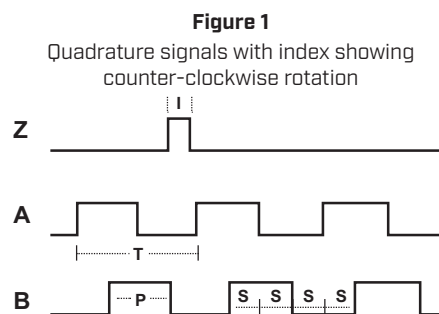 Figure 1
Quadrature signals with index showing
counter-clockwise rotation
I
Z
A
T
B
P
S S S S